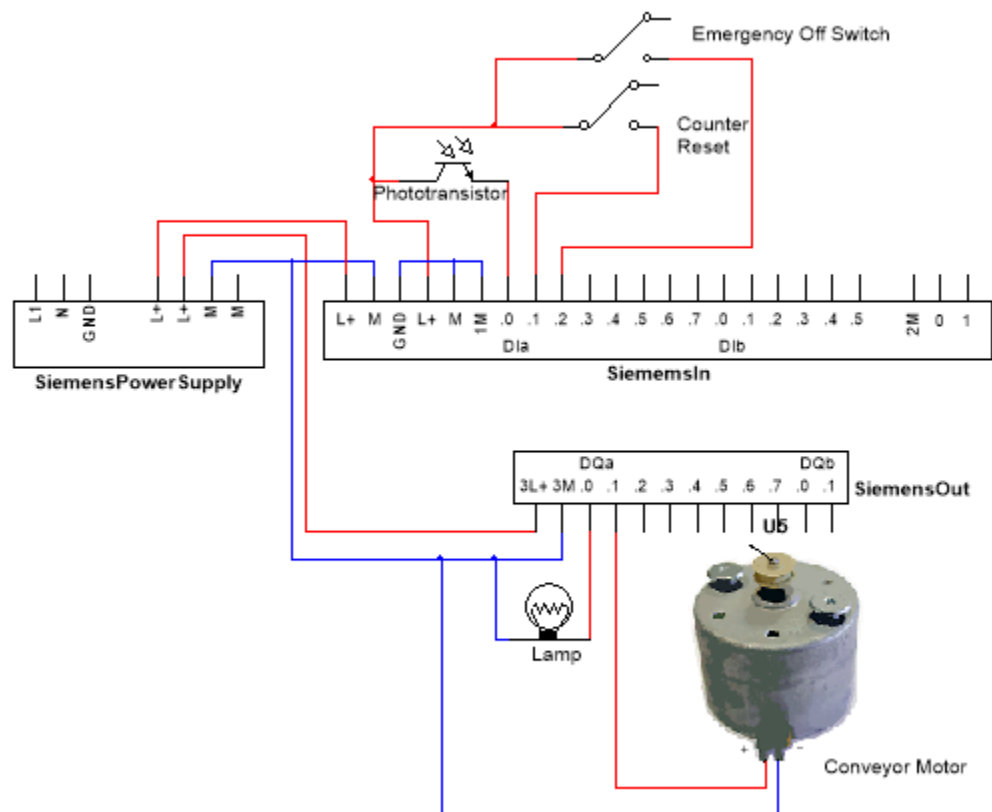 Emergency Off Switch
Counter
Reset
Phototransistor
L1 N GND L+ L+ M M
SiemensPowerSupply
L+ M GND L+ M 1M .0 .1 .2 .3 .4 .5 .6 .7 .0 .1 .2 .3 .4 .5 2M 0 1
DIa DIb
SiememsIn
DQa DQb
3L+ 3M .0 .1 .2 .3 .4 .5 .6 .7 .0 .1
SiemensOut
U5
Lamp
+ -
Conveyor Motor